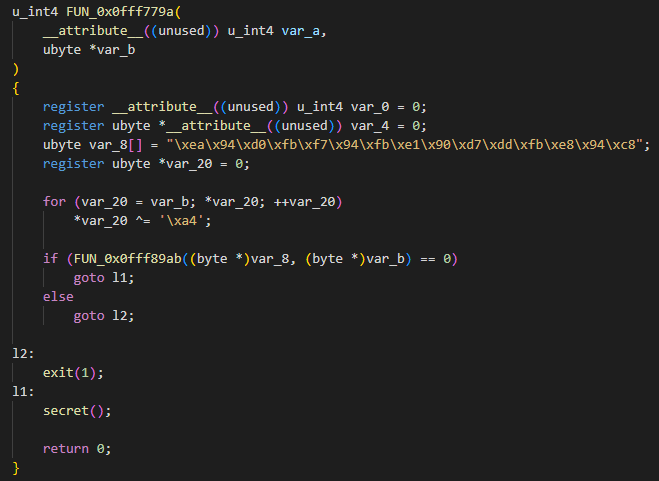 u_int4 FUN_0x0fff779a(
    __attribute__((unused)) u_int4 var_a,
    ubyte *var_b
)
{
    register __attribute__((unused)) u_int4 var_0 = 0;
    register ubyte *__attribute__((unused)) var_4 = 0;
    ubyte var_8[] = "\xea\x94\xd0\xfb\xf7\x94\xfb\xe1\x90\xd7\xdd\xfb\xe8\x94\xc8";
    register ubyte *var_20 = 0;

    for (var_20 = var_b; *var_20; ++var_20)
        *var_20 ^= '\xa4';

    if (FUN_0x0fff89ab((byte *)var_8, (byte *)var_b) == 0)
        goto l1;
    else
        goto l2;

l2:
    exit(1);
l1:
    secret();

    return 0;
}